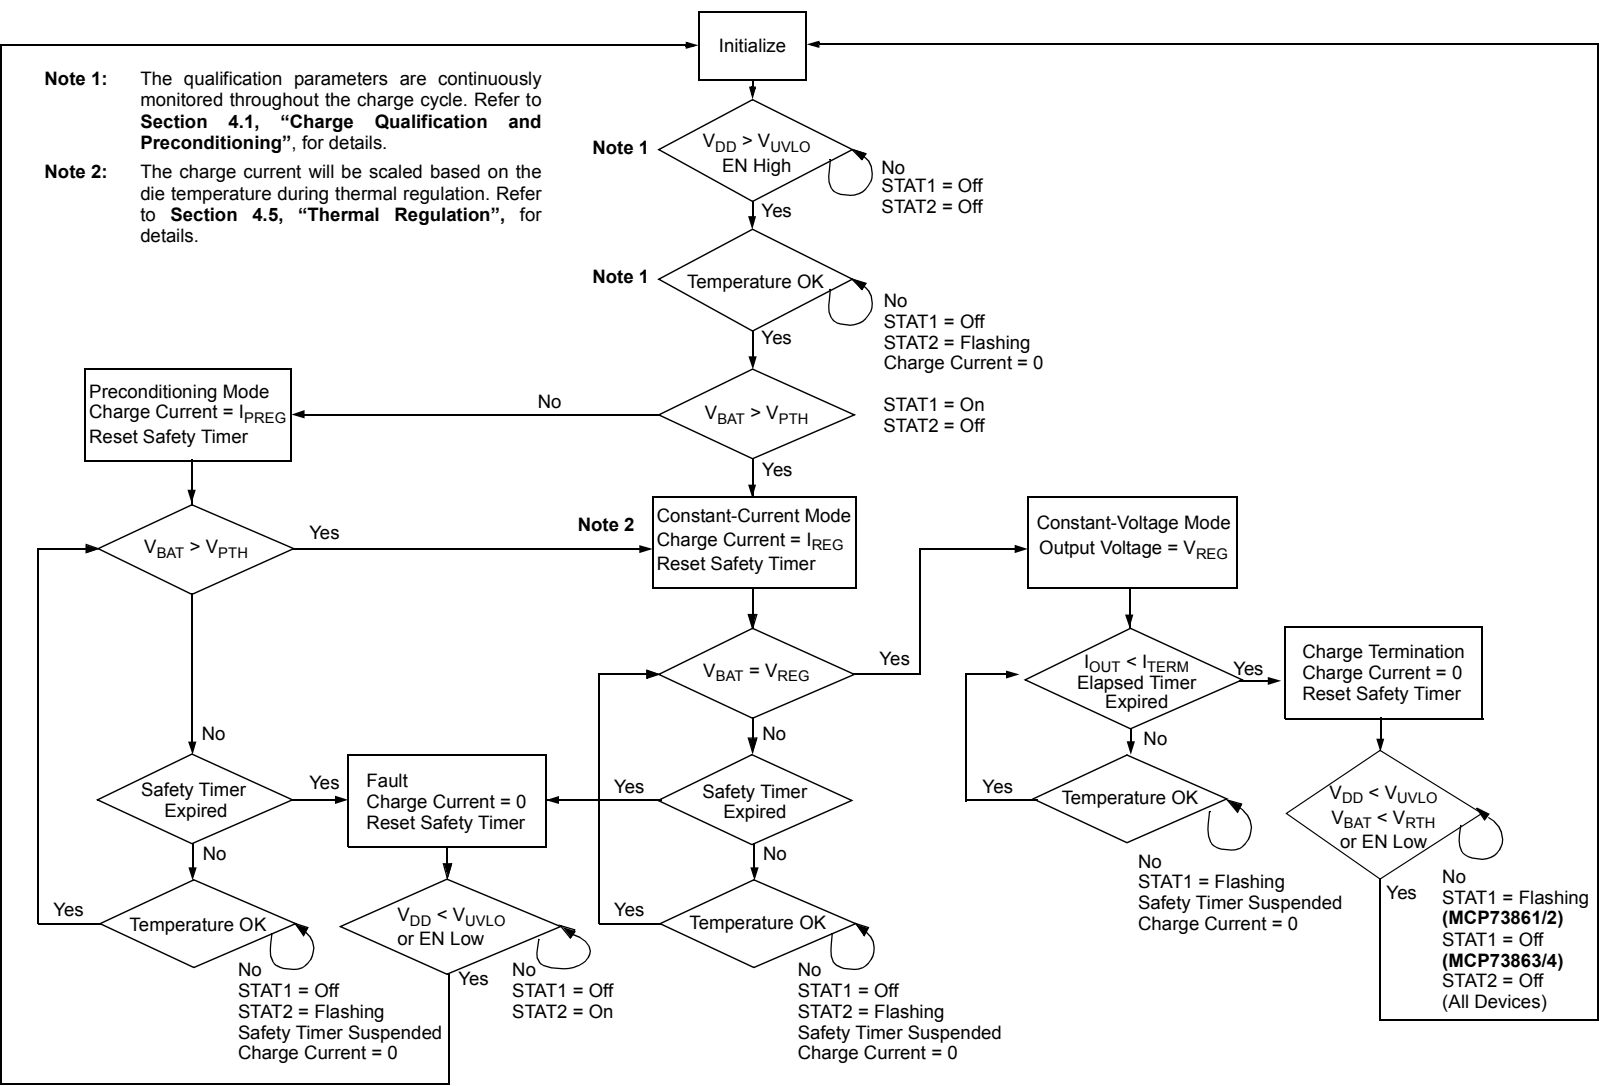 Initialize
Note 1: The qualification parameters are continuously
monitored throughout the charge cycle. Refer to
Section 4.1, “Charge Qualification and
Preconditioning”, for details.
Note 2: The charge current will be scaled based on the
die temperature during thermal regulation. Refer
to Section 4.5, “Thermal Regulation”, for
details.
Note 1
VDD > VUVLO
EN High
No
STAT1 = Off
STAT2 = Off
Yes
Note 1
Temperature OK
No
STAT1 = Off
STAT2 = Flashing
Charge Current = 0
Yes
Preconditioning Mode
Charge Current = IPREG
Reset Safety Timer
No
VBAT > VPTH
STAT1 = On
STAT2 = Off
Yes
VBAT > VPTH
Yes
Note 2
Constant-Current Mode
Charge Current = IREG
Reset Safety Timer
Constant-Voltage Mode
Output Voltage = VREG
VBAT = VREG
Yes
IOUT < ITERM
Elapsed Timer
Expired
Yes
Charge Termination
Charge Current = 0
Reset Safety Timer
No
No
No
Safety Timer
Expired
Yes
Fault
Charge Current = 0
Reset Safety Timer
Yes
Safety Timer
Expired
Yes
Temperature OK
VDD < VUVLO
VBAT < VRTH
or EN Low
No
No
No
STAT1 = Flashing
Safety Timer Suspended
Charge Current = 0
Yes
No
STAT1 = Flashing
(MCP73861/2)
STAT1 = Off
(MCP73863/4)
STAT2 = Off
(All Devices)
Yes
Temperature OK
VDD < VUVLO
or EN Low
Yes
Temperature OK
No
STAT1 = Off
STAT2 = Flashing
Safety Timer Suspended
Charge Current = 0
Yes
No
STAT1 = Off
STAT2 = On
No
STAT1 = Off
STAT2 = Flashing
Safety Timer Suspended
Charge Current = 0